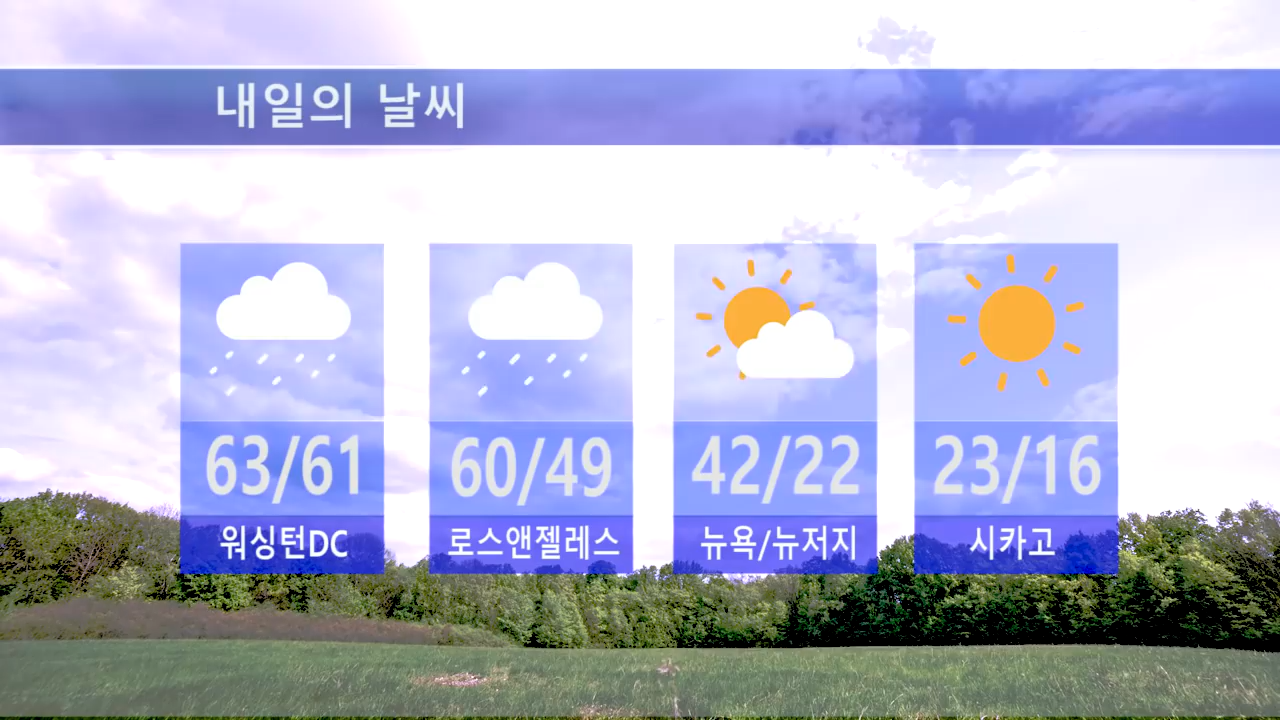 내일의 날씨
63/61
워싱턴DC
60/49
로스앤젤레스
42/22
뉴욕/뉴저지
23/16
시카고